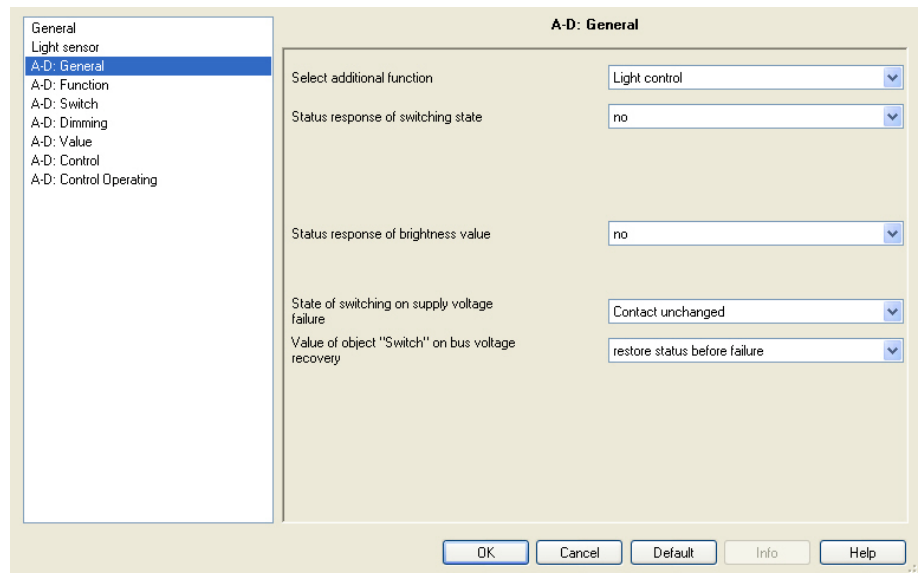 General
Light sensor
A-D: General
A-D: Function
A-D: Switch
A-D: Dimming
A-D: Value
A-D: Control
A-D: Control Operating
A-D: General
Select additional function
Light control
Status response of switching state
no
Status response of brightness value
no
State of switching on supply voltage
failure
Contact unchanged
Value of object "Switch" on bus voltage
recovery
restore status before failure
OK
Cancel
Default
Info
Help